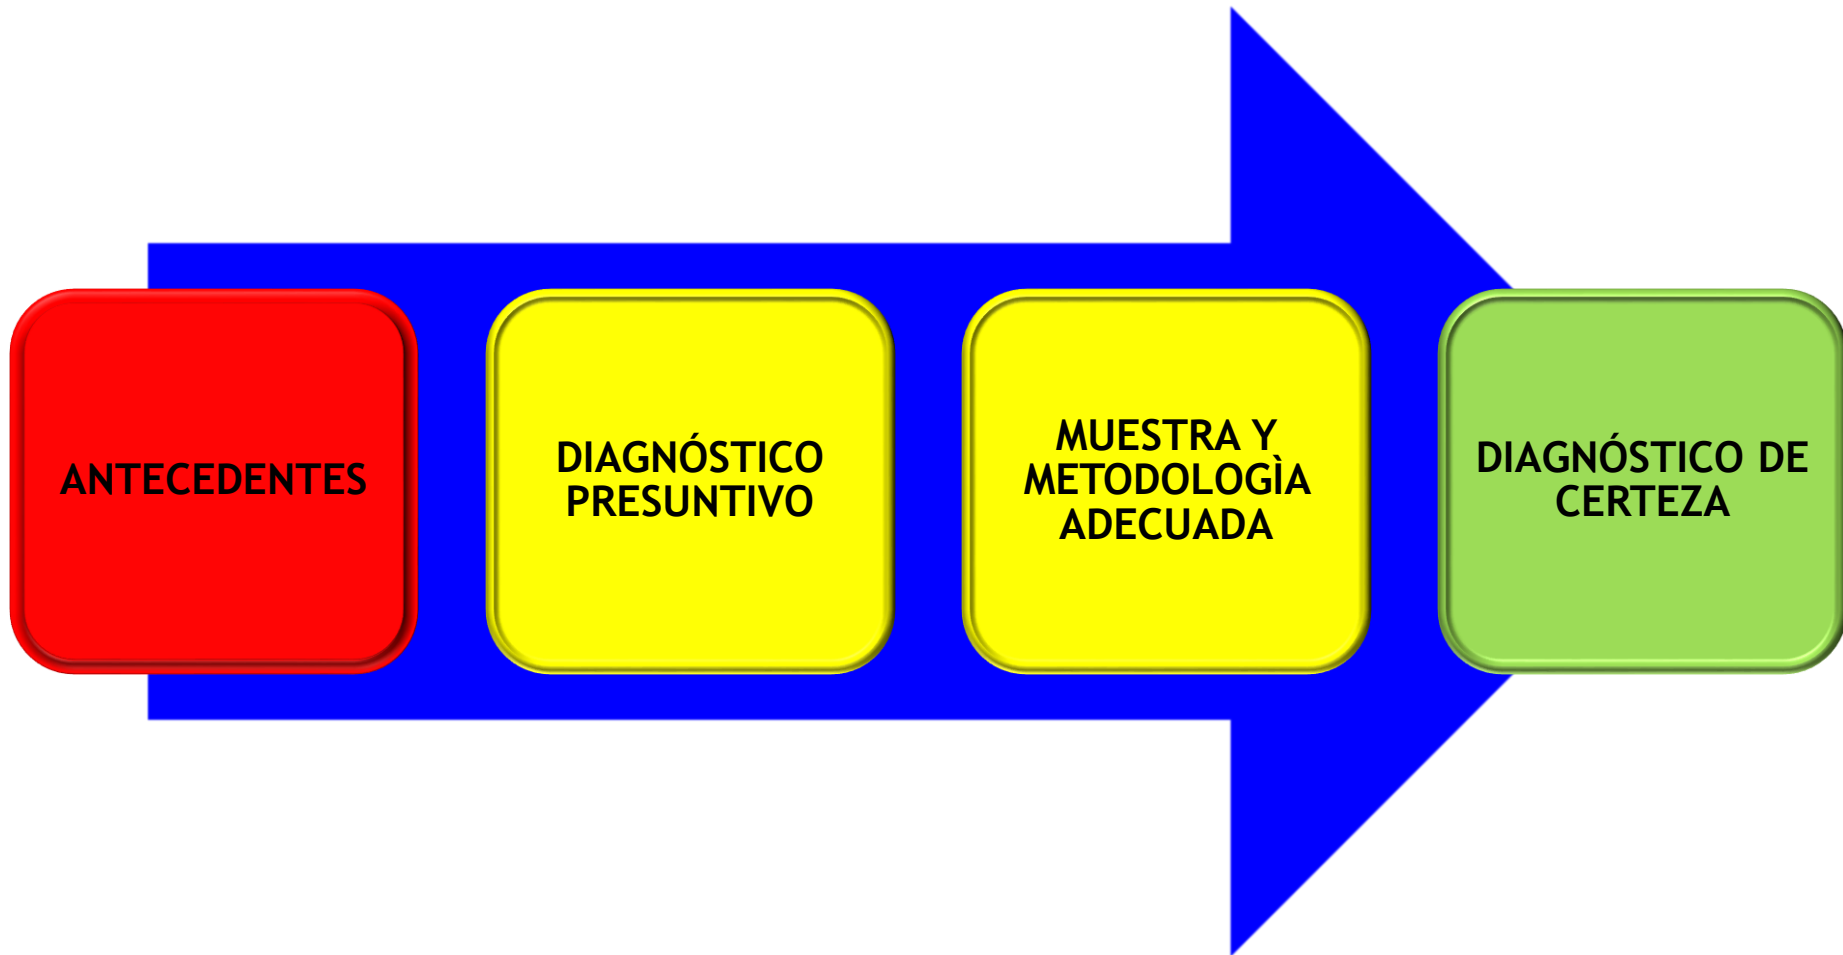 ANTECEDENTES
DIAGNÓSTICO
PRESUNTIVO
MUESTRA Y
METODOLOGÌA
ADECUADA
DIAGNÓSTICO DE
CERTEZA